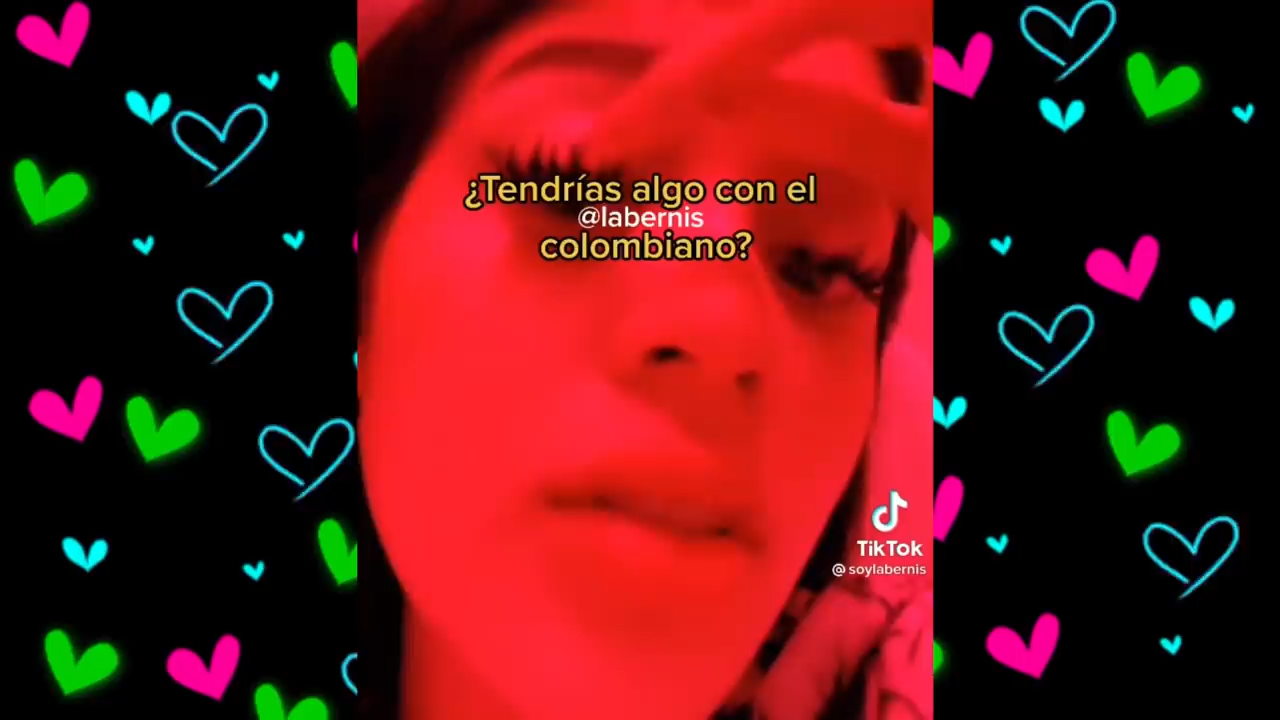 ¿Tendrías algo con el
@labernis
colombiano?
TikTok
@soylabernis